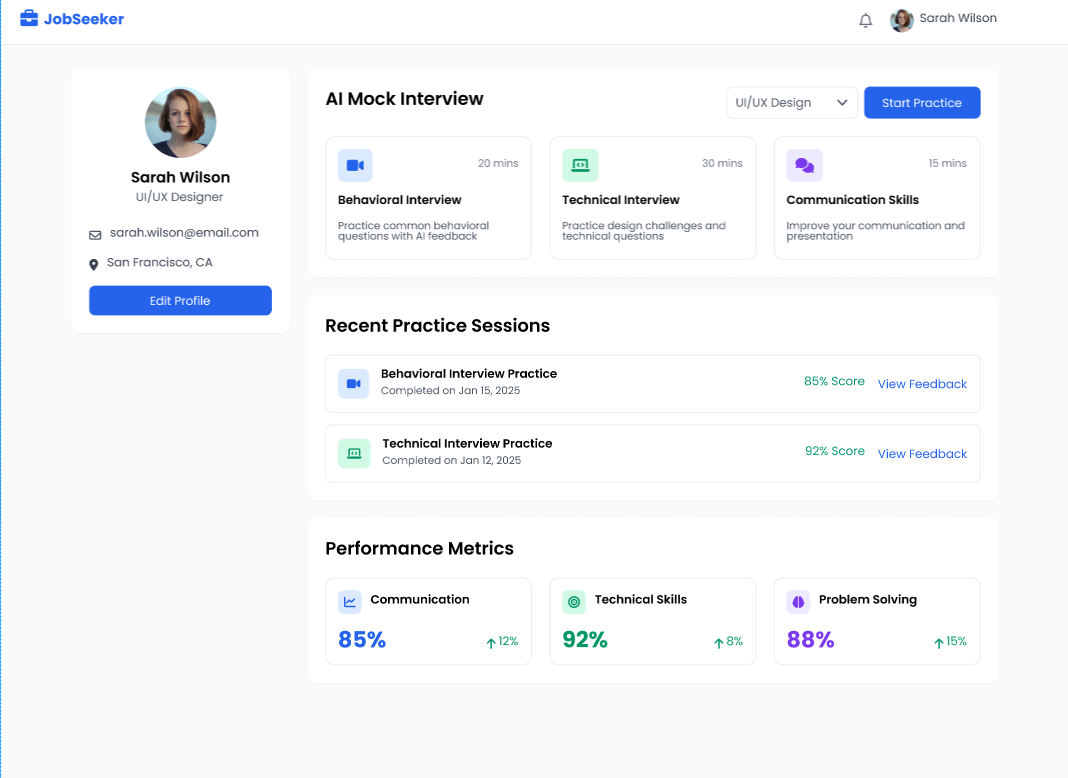 JobSeeker
Sarah Wilson
Sarah Wilson
UI/UX Designer
sarah.wilson@email.com
San Francisco, CA
Edit Profile
AI Mock Interview
UI/UX Design
Start Practice
20 mins
Behavioral Interview
Practice common behavioral
questions with AI feedback
30 mins
Technical Interview
Practice design challenges and
technical questions
15 mins
Communication Skills
Improve your communication and
presentation
Recent Practice Sessions
Behavioral Interview Practice
Completed on Jan 15, 2025
85% Score
View Feedback
Technical Interview Practice
Completed on Jan 12, 2025
92% Score
View Feedback
Performance Metrics
Communication
85%
12%
Technical Skills
92%
8%
Problem Solving
88%
15%